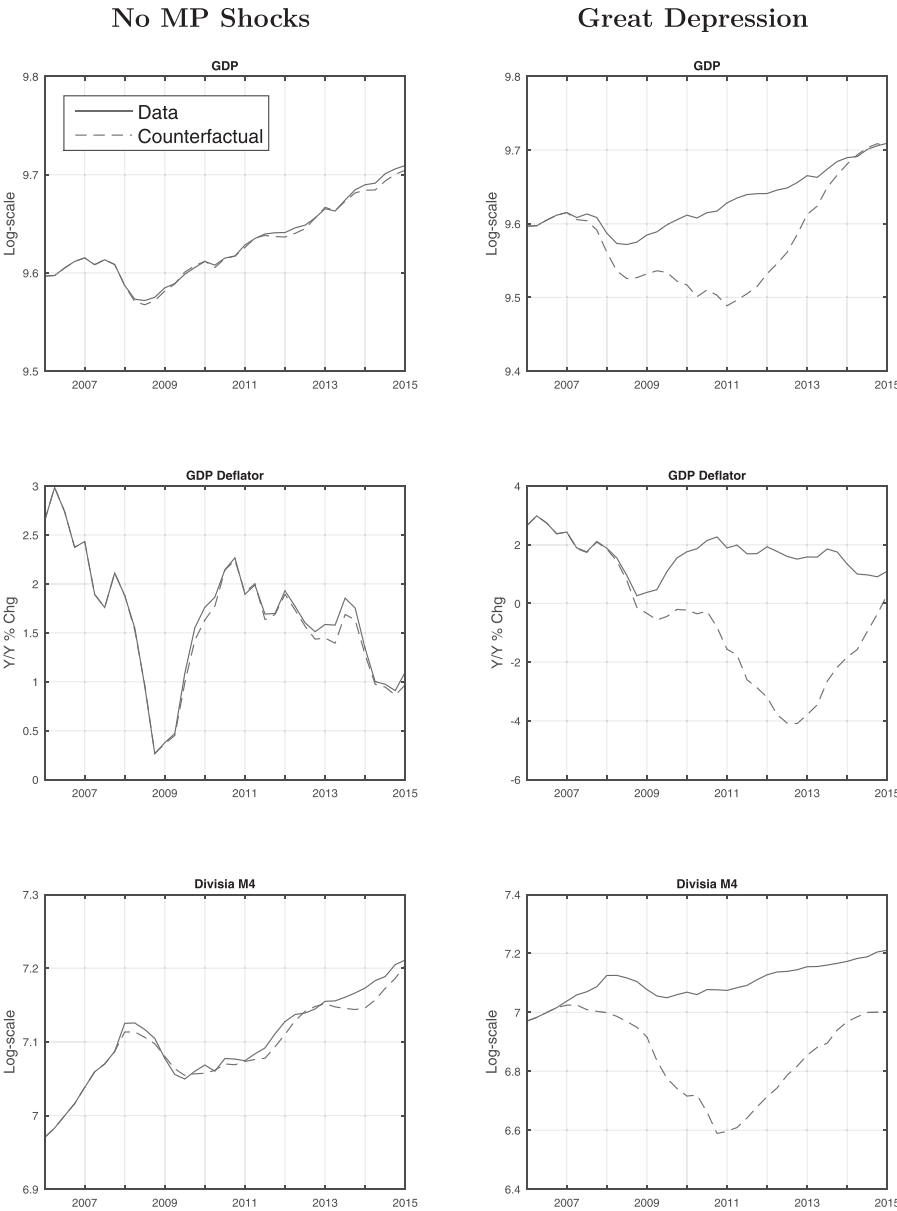 No MP Shocks
Great Depression
GDP
9.8
9.7
9.6
9.5
Log-scale
Data
Counterfactual
2007 2009 2011 2013 2015
GDP
9.8
9.7
9.6
9.5
9.4
Log-scale
2007 2009 2011 2013 2015
GDP Deflator
3
2.5
2
1.5
1
0.5
0
Y/Y % Chg
2007 2009 2011 2013 2015
GDP Deflator
4
2
0
-2
-4
-6
Y/Y % Chg
2007 2009 2011 2013 2015
Divisia M4
7.3
7.2
7.1
7
6.9
Log-scale
2007 2009 2011 2013 2015
Divisia M4
7.4
7.2
7
6.8
6.6
6.4
Log-scale
2007 2009 2011 2013 2015